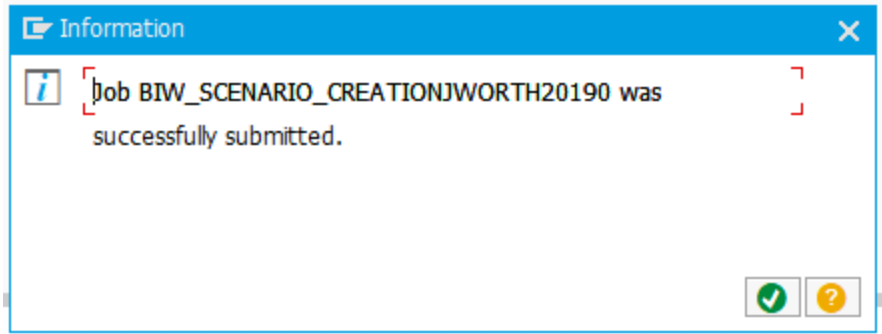 Information
Job BIW_SCENARIO_CREATIONJWORTH20190 was
successfully submitted.